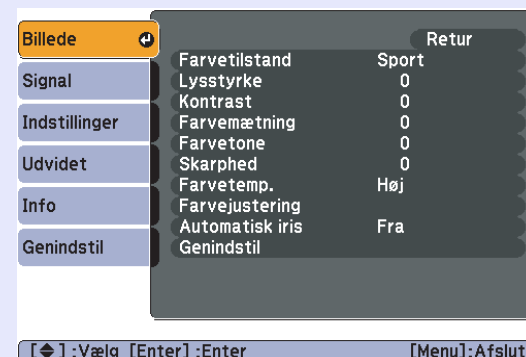 Billede
Signal
Indstillinger
Udvidet
Info
Genindstil
Retur
Farvetilstand Sport
Lysstyrke 0
Kontrast 0
Farvemætning 0
Farvetone 0
Skarphed 0
Farvetemp. Høj
Farvejustering
Automatisk iris Fra
Genindstil
[◆] :Vælg [Enter] :Enter [Menu]:Afslut